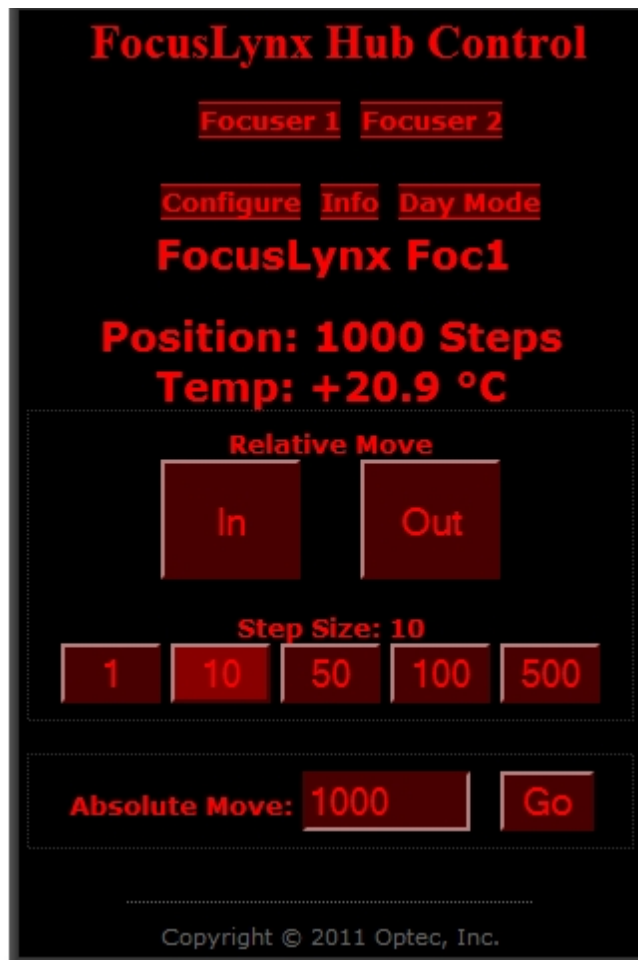 FocusLynx Hub Control
Focuser 1 Focuser 2
Configure Info Day Mode
FocusLynx Foc1
Position: 1000 Steps
Temp: +20.9 °C
Relative Move
In Out
Step Size: 10
1 10 50 100 500
Absolute Move: 1000 Go
Copyright © 2011 Optec, Inc.